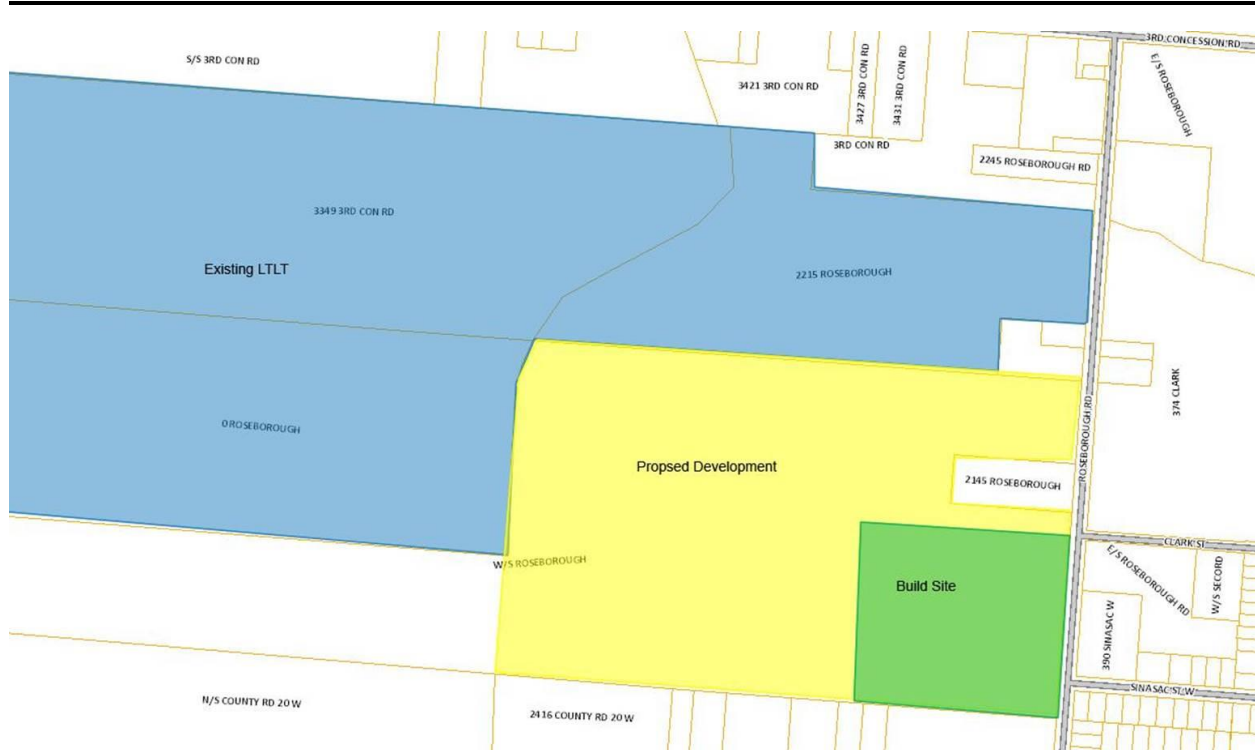 3RD CONCESSION RD
S/S 3RD CON RD
E/S ROSEBOROUGH
3421 3RD CON RD
3427 3RD CON RD
3431 3RD CON RD
3RD CON RD
2245 ROSEBOROUGH RD
3349 3RD CON RD
Existing LTLT
2215 ROSEBOROUGH
374 CLARK
ROSEBOROUGH RD
0 ROSEBOROUGH
Propsed Development
2145 ROSEBOROUGH
CLARK ST
W/S ROSEBOROUGH
Build Site
E/S ROSEBOROUGH RD
W/S SECOND
390 SINASAC W
SINASAC ST W
N/S COUNTY RD 20 W
2416 COUNTY RD 20 W